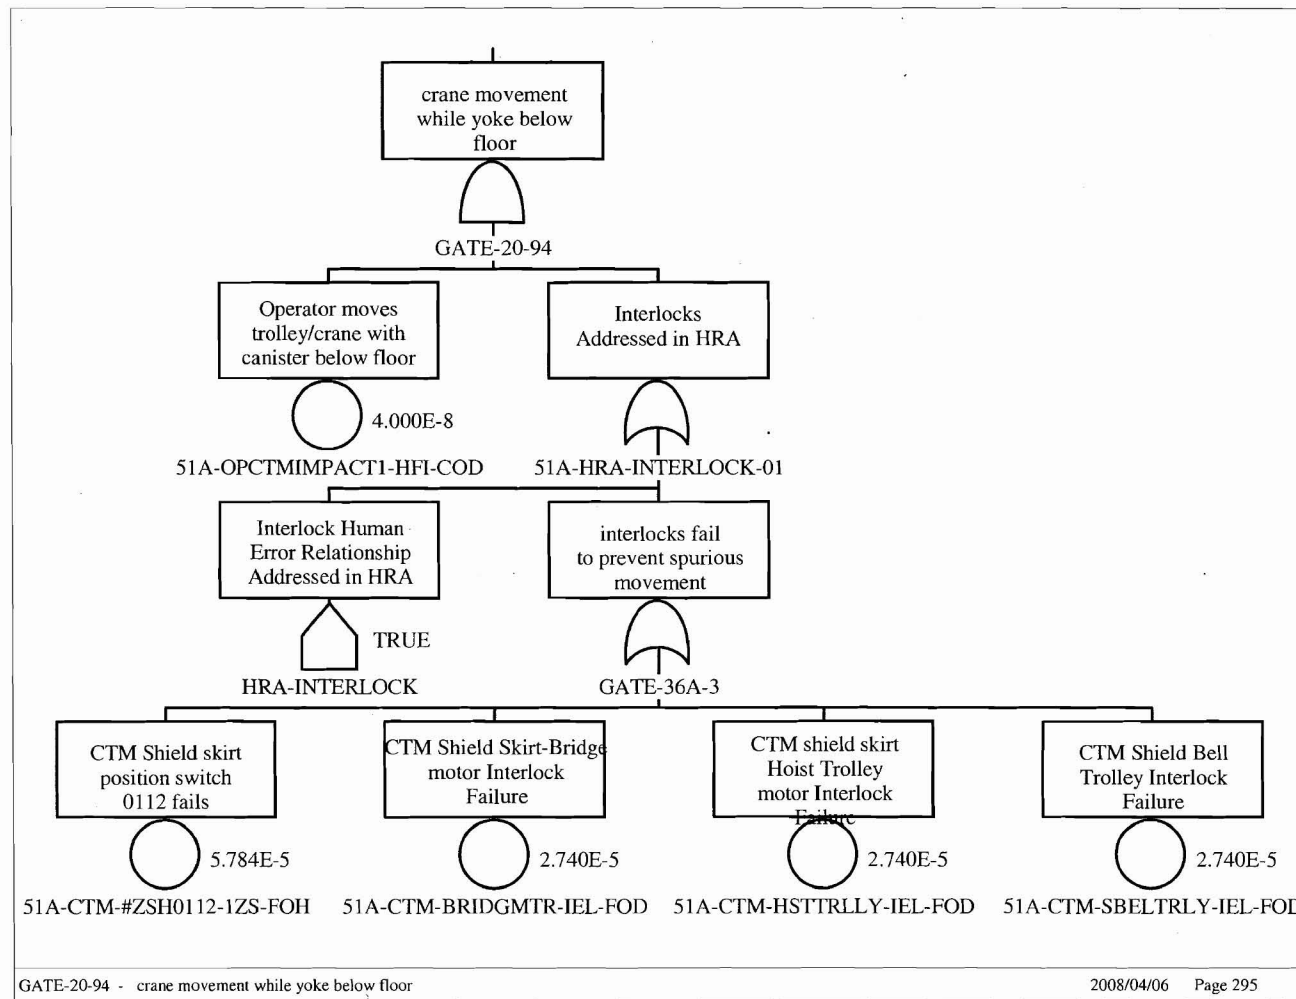 crane movement
while yoke below
floor
GATE-20-94
Operator moves
trolley/crane with
canister below floor
4.000E-8
51A-OPCTMIMPACT1-HFI-COD
Interlocks
Addressed in HRA
51A-HRA-INTERLOCK-01
Interlock Human
Error Relationship
Addressed in HRA
TRUE
HRA-INTERLOCK
interlocks fail
to prevent spurious
movement
GATE-36A-3
CTM Shield skirt
position switch
0112 fails
5.784E-5
51A-CTM-#ZSH0112-1ZS-FOH
CTM Shield Skirt-Bridge
motor Interlock
Failure
2.740E-5
51A-CTM-BRIDGMTR-IEL-FOD
CTM shield skirt
Hoist Trolley
motor Interlock
Failure
2.740E-5
51A-CTM-HSTTRLLY-IEL-FOD
CTM Shield Bell
Trolley Interlock
Failure
2.740E-5
51A-CTM-SBELTRLY-IEL-FOD
GATE-20-94 - crane movement while yoke below floor
2008/04/06 Page 295